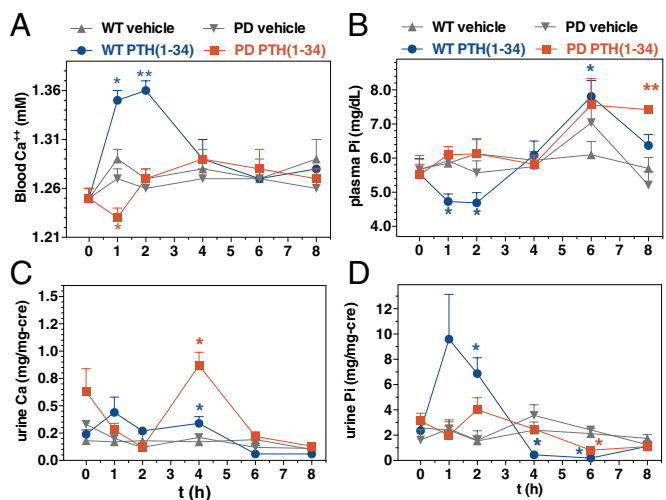 A
WT vehicle PD vehicle
WT PTH(1-34) PD PTH(1-34)
Blood Ca++ (mM)
1.36
1.31
1.26
1.21
* **
*
0 1 2 3 4 5 6 7 8
B
WT vehicle PD vehicle
WT PTH(1-34) PD PTH(1-34)
plasma Pi (mg/dL)
8.0
7.0
6.0
5.0
4.0
* **
* *
0 1 2 3 4 5 6 7 8
C
urine Ca (mg/mg-cre)
1.5
1.2
1.0
0.8
0.5
0.2
0.0
*
*
0 1 2 3 4 5 6 7 8
t (h)
D
urine Pi (mg/mg-cre)
12
10
8
6
4
2
0
*
* * *
0 1 2 3 4 5 6 7 8
t (h)